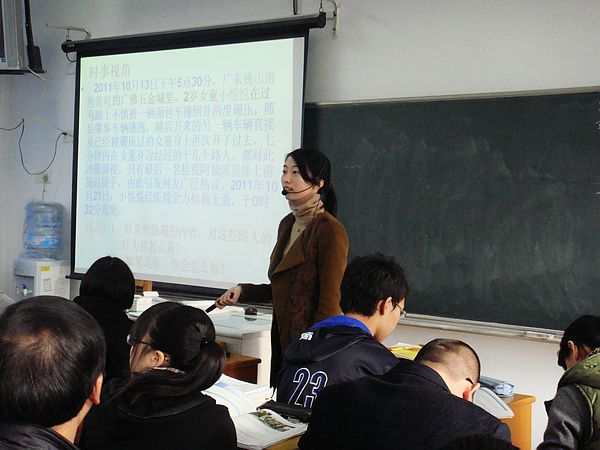 时事视角
2011年10月13日下午5点30分，广东佛山南
海黄岐的广佛五金城里，2岁女童小悦悦在过
马路上不慎被一辆面包车撞倒并两度碾压，随
后肇事车辆逃逸，随后开来的另一辆车辆直接
从已经被碾压过的女童身上再次开了过去，七
分钟内在女童身边经过的十几个路人，都对此
冷眼漠视，只有最后一名拾荒阿姨陈贤妹上前
施以援手，由此引发网友广泛热议。2011年10
月21日，小悦悦经医院全力抢救无效，于0时
32分离世。
讨论：1、联系价值观的内容，对这些路人的
行为你怎么看？
如果是你，你会怎么做？
23